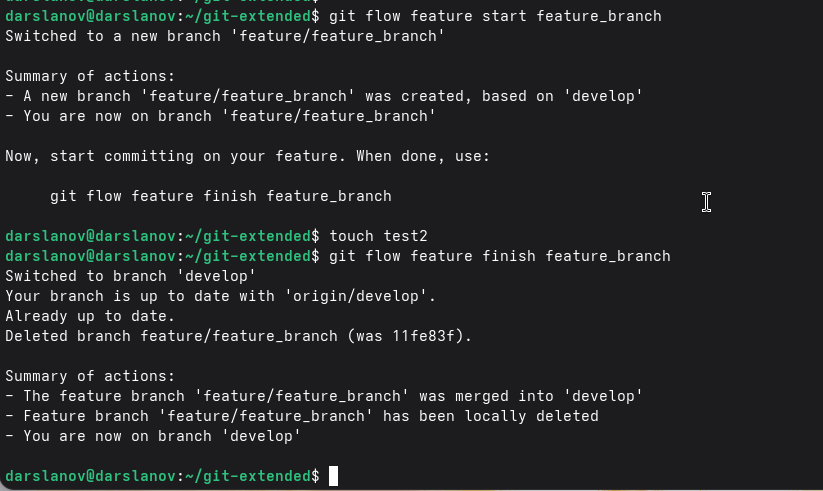 darslanov@darslanov:~/git-extended$ git flow feature start feature_branch
Switched to a new branch 'feature/feature_branch'
Summary of actions:
- A new branch 'feature/feature_branch' was created, based on 'develop'
- You are now on branch 'feature/feature_branch'
Now, start committing on your feature. When done, use:
git flow feature finish feature_branch
darslanov@darslanov:~/git-extended$ touch test2
darslanov@darslanov:~/git-extended$ git flow feature finish feature_branch
Switched to branch 'develop'
Your branch is up to date with 'origin/develop'.
Already up to date.
Deleted branch feature/feature_branch (was 11fe83f).
Summary of actions:
- The feature branch 'feature/feature_branch' was merged into 'develop'
- Feature branch 'feature/feature_branch' has been locally deleted
- You are now on branch 'develop'
darslanov@darslanov:~/git-extended$